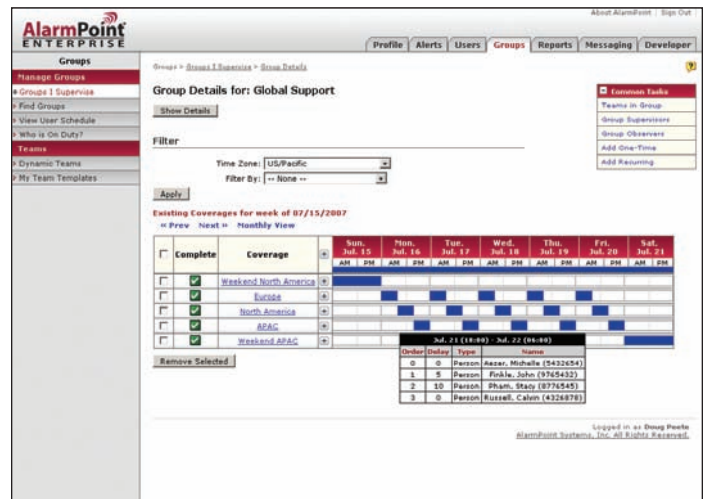 About AlarmPoint | Sign Out
AlarmPoint
ENTERPRISE
Profile Alerts Users Groups Reports Messaging Developer
Groups
Manage Groups
Groups I Supervise
Find Groups
View User Schedule
Who is On Duty?
Teams
Dynamic Teams
My Team Templates
Groups > Groups I Supervise > Group Details
Group Details for: Global Support
Show Details
Common Tasks
Teams in Group
Group Supervisors
Group Observers
Add One-Time
Add Recurring
Filter
Time Zone: US/Pacific
Filter By: -- None --
Apply
Existing Coverages for week of 07/15/2007
<< Prev Next >> Monthly View
Complete Coverage Sun. Jul. 15 Mon. Jul. 16 Tue. Jul. 17 Wed. Jul. 18 Thu. Jul. 19 Fri. Jul. 20 Sat. Jul. 21
AM PM AM PM AM PM AM PM AM PM AM PM AM PM
Weekend North America
Europe
North America
APAC
Weekend APAC
Remove Selected
Jul. 21 (18:00) - Jul. 22 (06:00)
Order Delay Type Name
0 0 Person Aezer, Michelle (5432654)
1 5 Person Finkle, John (9765432)
2 10 Person Pham, Stacy (8776545)
3 0 Person Russell, Calvin (4326878)
Logged in as Doug Peete
AlarmPoint Systems, Inc. All Rights Reserved.